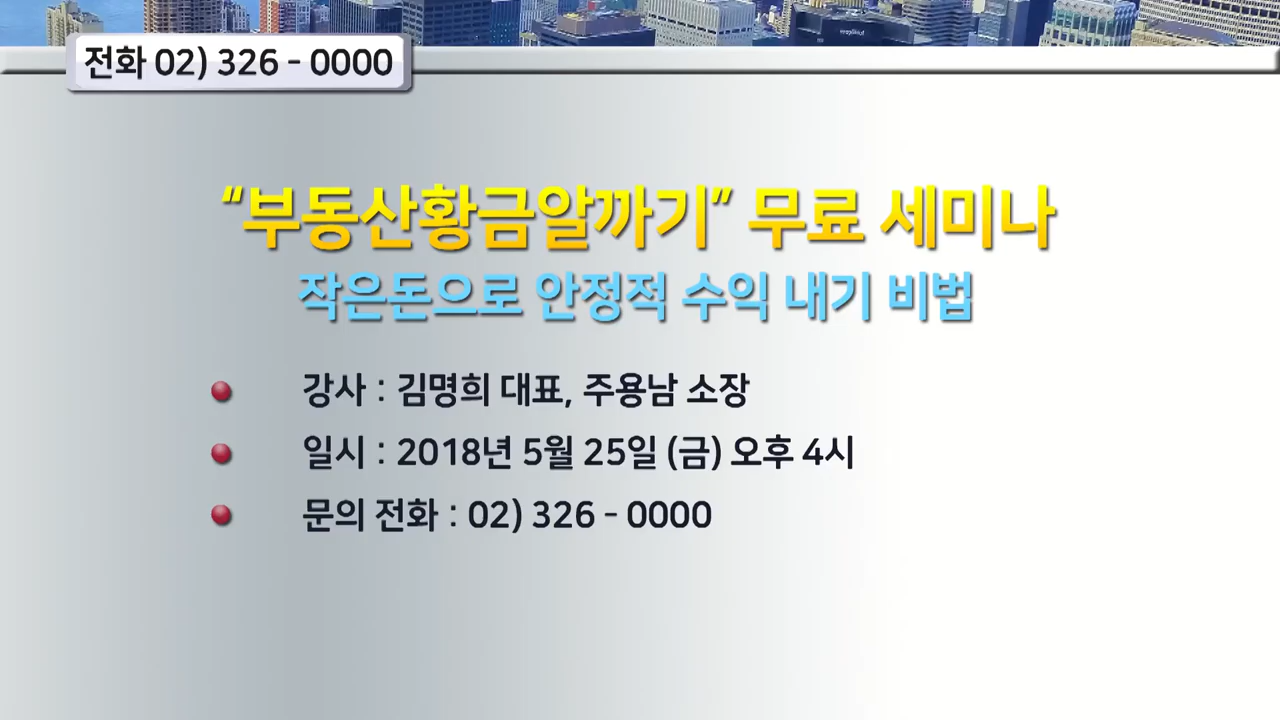 전화 02) 326 - 0000
“부동산황금알까기” 무료 세미나
작은돈으로 안정적 수익 내기 비법
강사 : 김명희 대표, 주용남 소장
일시 : 2018년 5월 25일 (금) 오후 4시
문의 전화 : 02) 326 - 0000